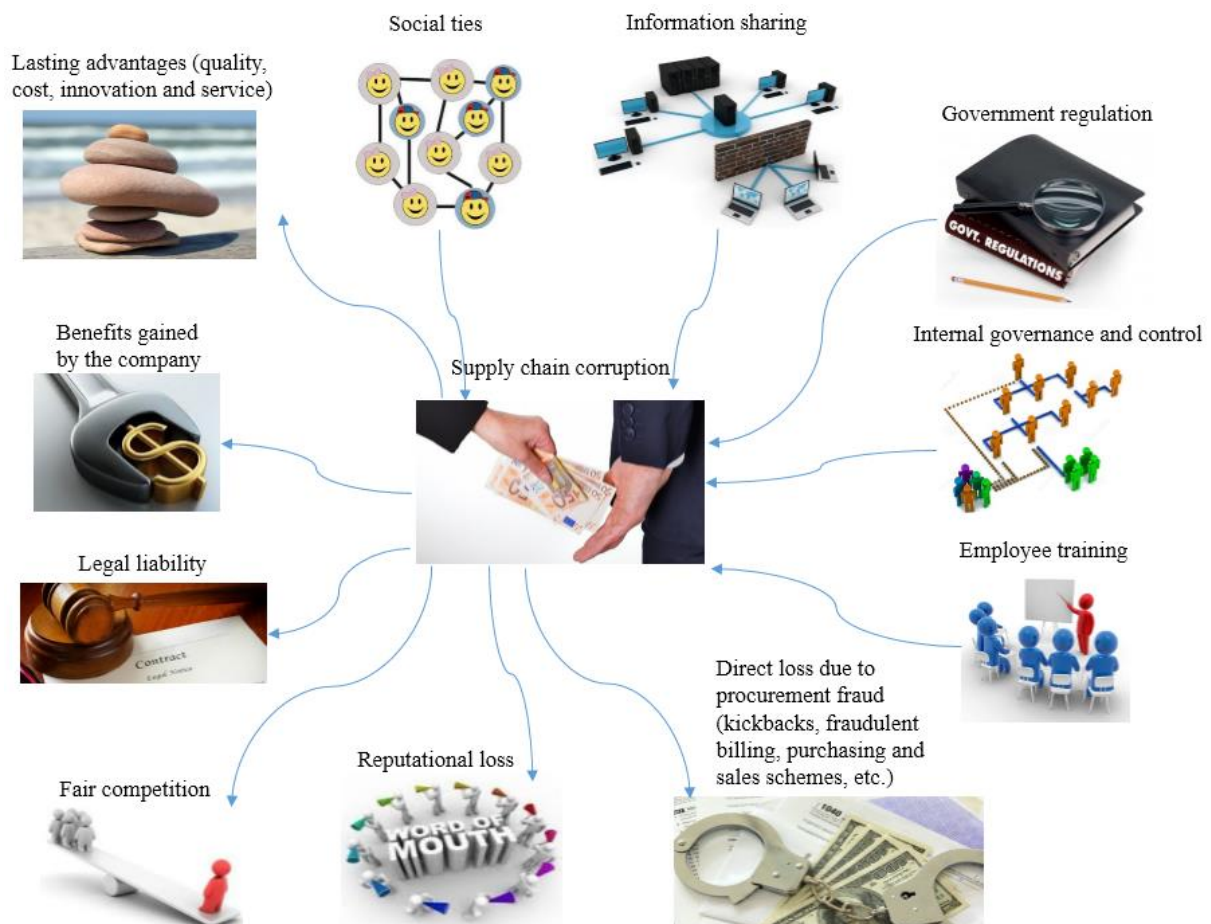 Social ties
Information sharing
Lasting advantages (quality,
cost, innovation and service)
Government regulation
GOVT. REGULATIONS
Benefits gained
by the company
Supply chain corruption
Internal governance and control
Legal liability
Contract
Legal Notice
Employee training
Direct loss due to
procurement fraud
(kickbacks, fraudulent
billing, purchasing and
sales schemes, etc.)
Reputational loss
WORD OF
MOUTH
Fair competition
1040